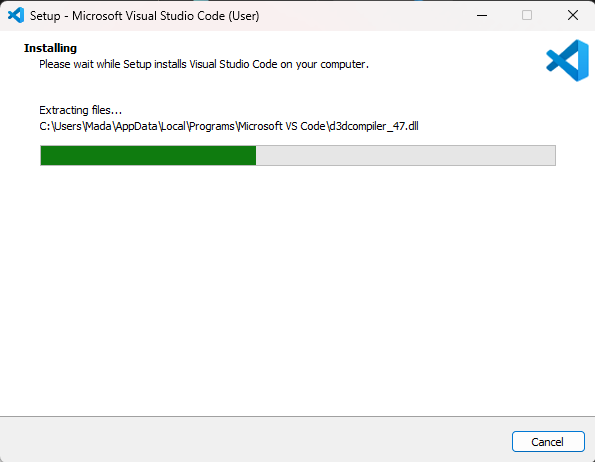 Setup - Microsoft Visual Studio Code (User)
Installing
Please wait while Setup installs Visual Studio Code on your computer.
Extracting files...
C:\Users\Mada\AppData\Local\Programs\Microsoft VS Code\d3dcompiler_47.dll
Cancel